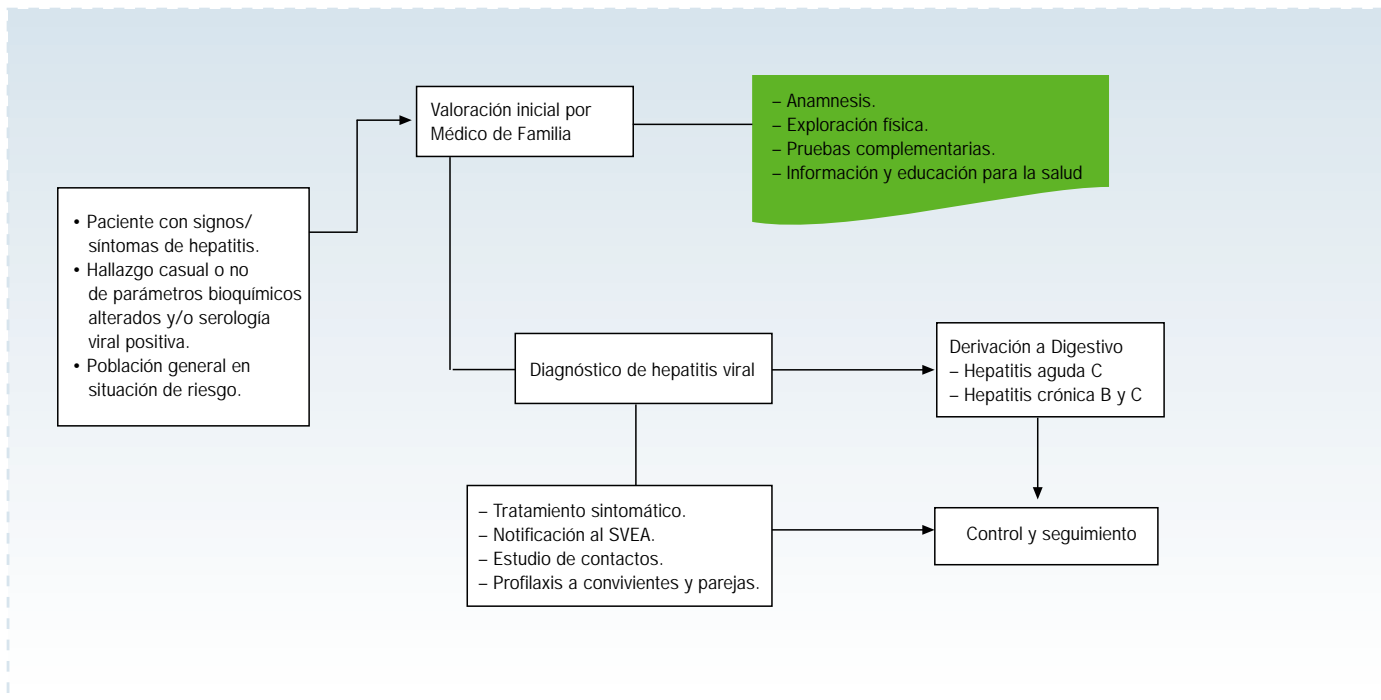 Valoración inicial por
Médico de Familia
– Anamnesis.
– Exploración física.
– Pruebas complementarias.
– Información y educación para la salud
• Paciente con signos/
síntomas de hepatitis.
• Hallazgo casual o no
de parámetros bioquímicos
alterados y/o serología
viral positiva.
• Población general en
situación de riesgo.
Diagnóstico de hepatitis viral
Derivación a Digestivo
– Hepatitis aguda C
– Hepatitis crónica B y C
– Tratamiento sintomático.
– Notificación al SVEA.
– Estudio de contactos.
– Profilaxis a convivientes y parejas.
Control y seguimiento